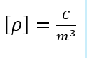 |ρ| = c/m³